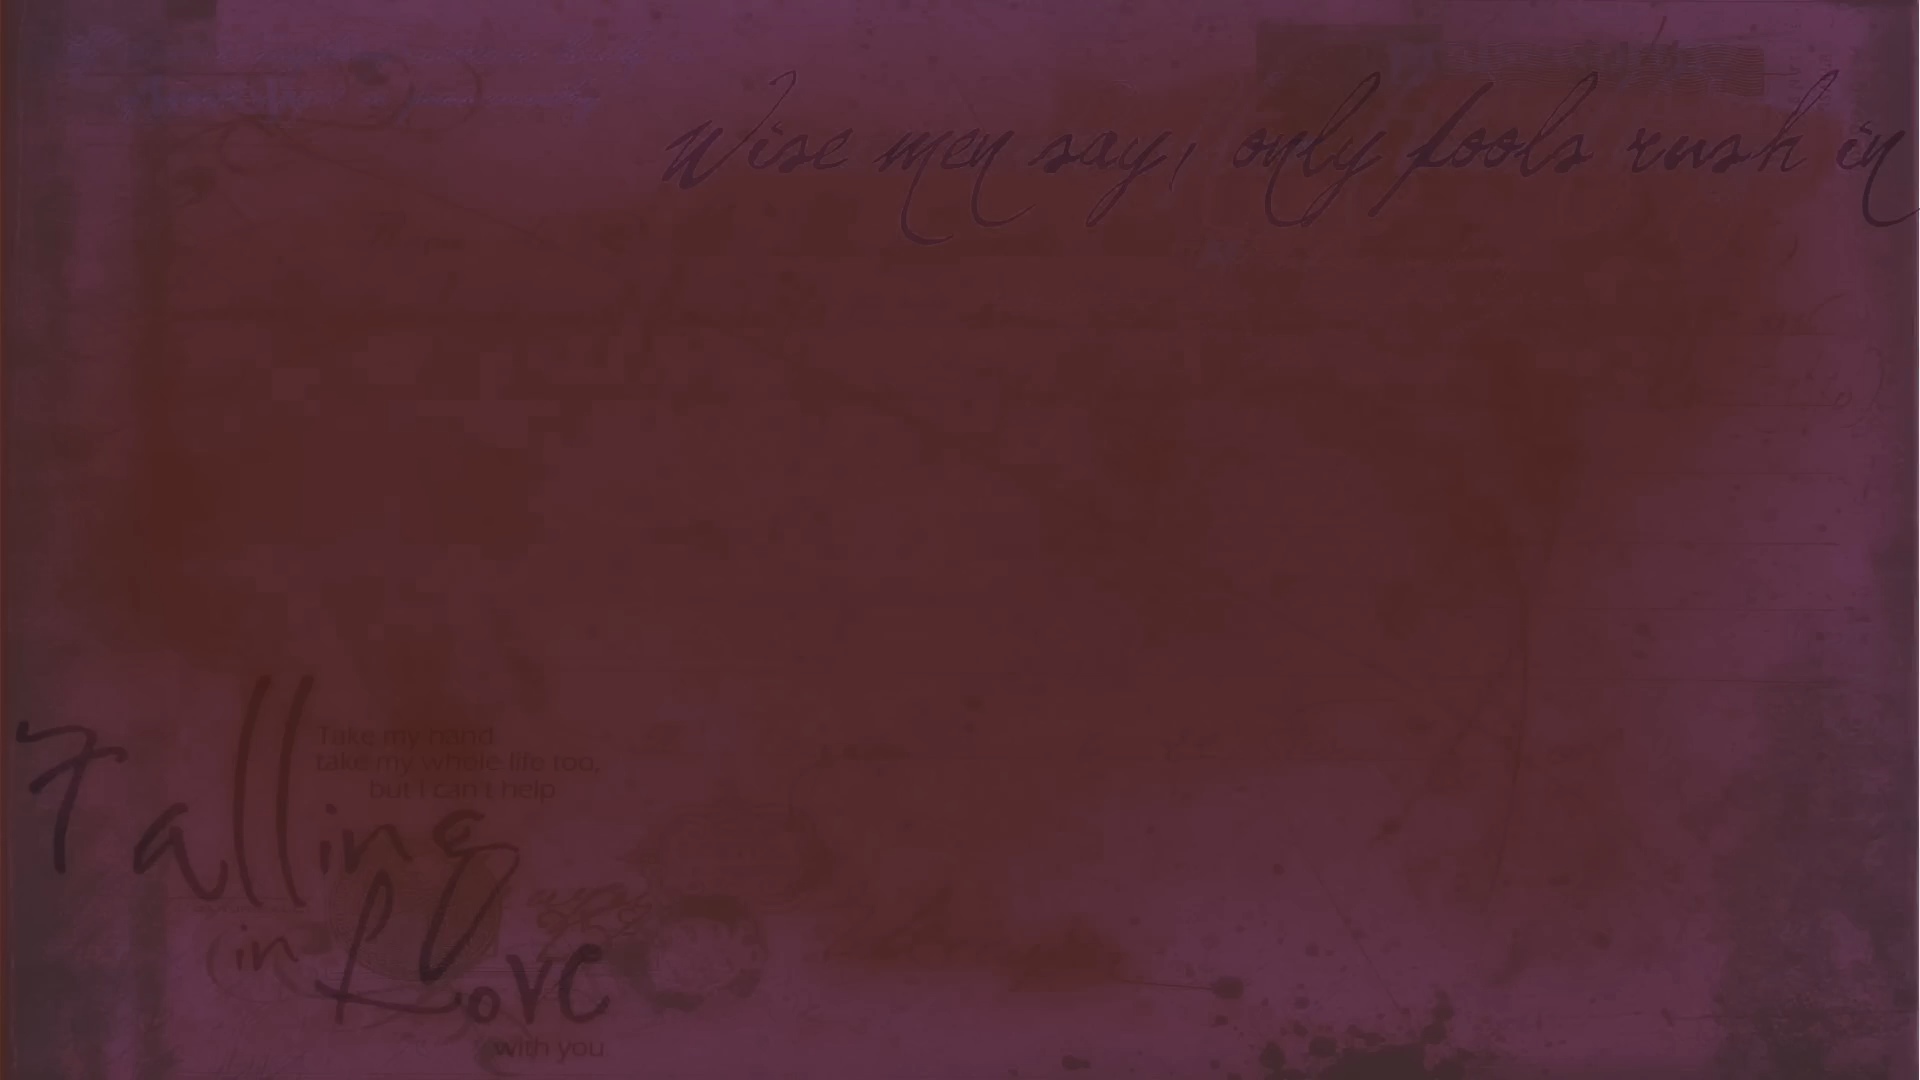 Wise men say, only fools rush in
Take my hand
take my whole life too,
but I can't help
Falling
in Love
with you